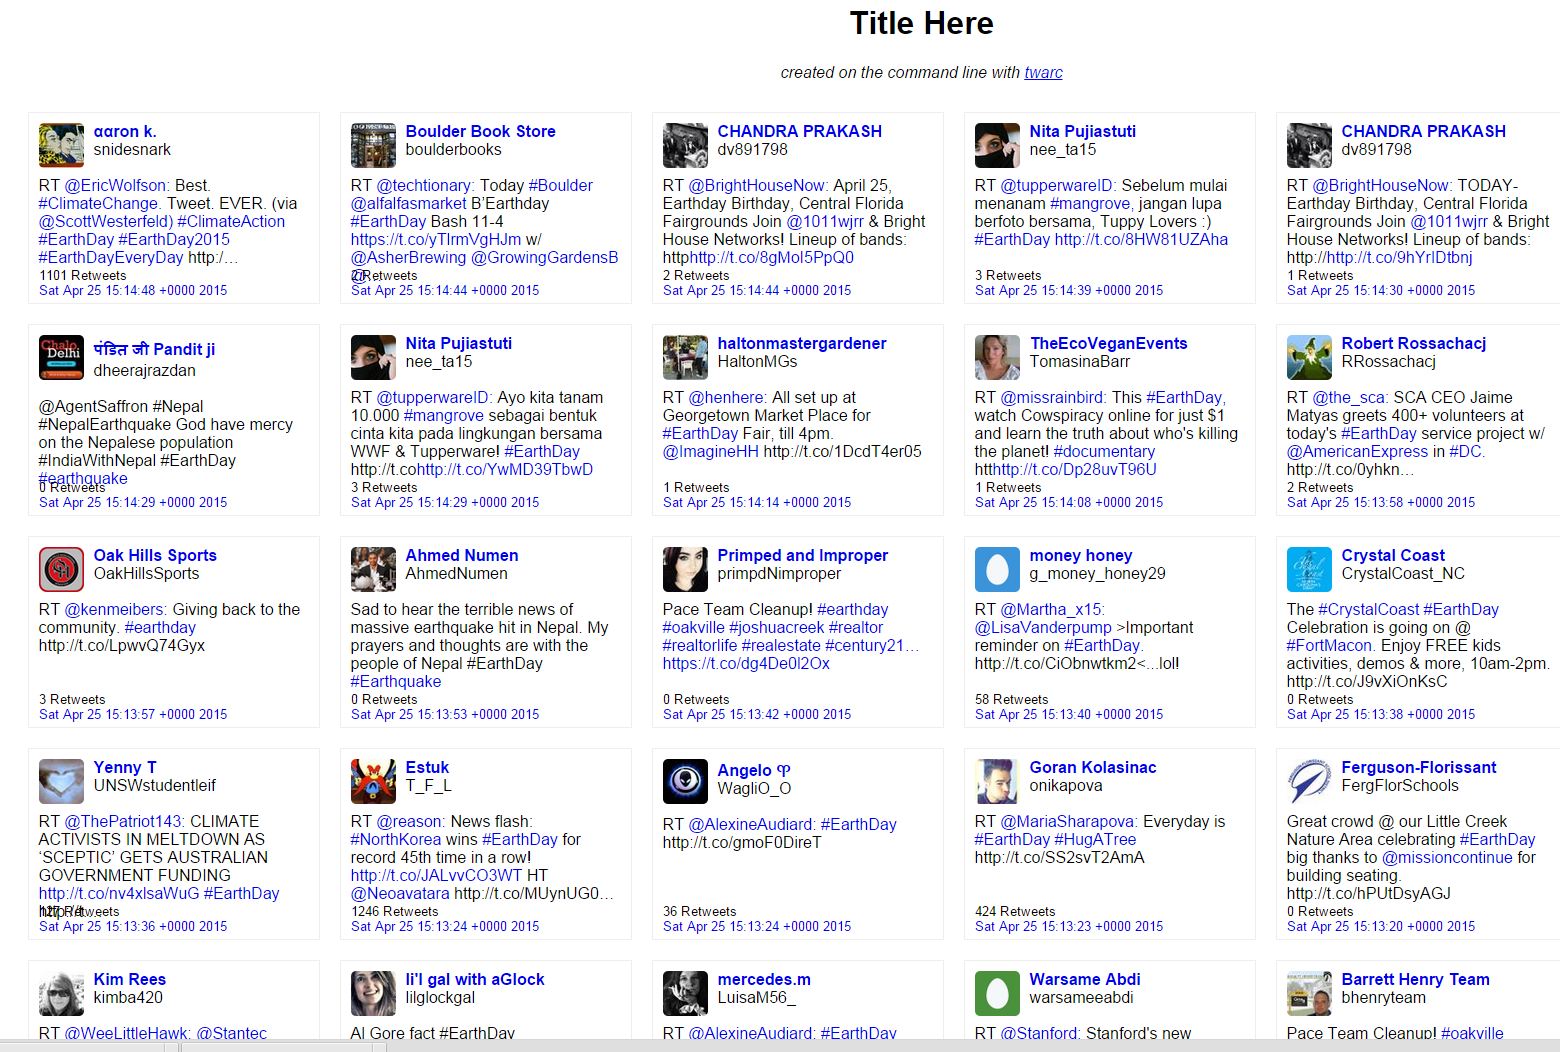 Title Here
created on the command line with twarc
ααron k.
snidesnark
RT @EricWolfson: Best.
#ClimateChange. Tweet. EVER. (via
@ScottWesterfeld) #ClimateAction
#EarthDay #EarthDay2015
#EarthDayEveryDay http:/…
1101 Retweets
Sat Apr 25 15:14:48 +0000 2015
Boulder Book Store
boulderbooks
RT @techtionary: Today #Boulder
@alfalfasmarket B'Earthday
#EarthDay Bash 11-4
https://t.co/yTIrmVgHJm w/
@AsherBrewing @GrowingGardensB
@…
2 Retweets
Sat Apr 25 15:14:44 +0000 2015
CHANDRA PRAKASH
dv891798
RT @BrightHouseNow: April 25,
Earthday Birthday, Central Florida
Fairgrounds Join @1011wjrr & Bright
House Networks! Lineup of bands:
httphttp://t.co/8gMoI5PpQ0
2 Retweets
Sat Apr 25 15:14:44 +0000 2015
Nita Pujiastuti
nee_ta15
RT @tupperwareID: Sebelum mulai
menanam #mangrove, jangan lupa
berfoto bersama, Tuppy Lovers :)
#EarthDay http://t.co/8HW81UZAha
3 Retweets
Sat Apr 25 15:14:39 +0000 2015
CHANDRA PRAKASH
dv891798
RT @BrightHouseNow: TODAY-
Earthday Birthday, Central Florida
Fairgrounds Join @1011wjrr & Bright
House Networks! Lineup of bands:
http://http://t.co/9hYrIDtbnj
1 Retweets
Sat Apr 25 15:14:30 +0000 2015
Chalo
Delhi
पंडित जी Pandit ji
dheerajrazdan
@AgentSaffron #Nepal
#NepalEarthquake God have mercy
on the Nepalese population
#IndiaWithNepal #EarthDay
#earthquake
0 Retweets
Sat Apr 25 15:14:29 +0000 2015
Nita Pujiastuti
nee_ta15
RT @tupperwareID: Ayo kita tanam
10.000 #mangrove sebagai bentuk
cinta kita pada lingkungan bersama
WWF & Tupperware! #EarthDay
http://t.cohttp://t.co/YwMD39TbwD
3 Retweets
Sat Apr 25 15:14:29 +0000 2015
haltonmastergardener
HaltonMGs
RT @henhere: All set up at
Georgetown Market Place for
#EarthDay Fair, till 4pm.
@ImagineHH http://t.co/1DcdT4er05
1 Retweets
Sat Apr 25 15:14:14 +0000 2015
TheEcoVeganEvents
TomasinaBarr
RT @missrainbird: This #EarthDay,
watch Cowspiracy online for just $1
and learn the truth about who's killing
the planet! #documentary
htthttp://t.co/Dp28uvT96U
1 Retweets
Sat Apr 25 15:14:08 +0000 2015
Robert Rossachacj
RRossachacj
RT @the_sca: SCA CEO Jaime
Matyas greets 400+ volunteers at
today's #EarthDay service project w/
@AmericanExpress in #DC.
http://t.co/0yhkn…
2 Retweets
Sat Apr 25 15:13:58 +0000 2015
Oak Hills Sports
OakHillsSports
RT @kenmeibers: Giving back to the
community. #earthday
http://t.co/LpwvQ74Gyx
3 Retweets
Sat Apr 25 15:13:57 +0000 2015
Ahmed Numen
AhmedNumen
Sad to hear the terrible news of
massive earthquake hit in Nepal. My
prayers and thoughts are with the
people of Nepal #EarthDay
#Earthquake
0 Retweets
Sat Apr 25 15:13:53 +0000 2015
Primped and Improper
primpdNimproper
Pace Team Cleanup! #earthday
#oakville #joshuacreek #realtor
#realtorlife #realestate #century21…
https://t.co/dg4De0l2Ox
0 Retweets
Sat Apr 25 15:13:42 +0000 2015
money honey
g_money_honey29
RT @Martha_x15:
@LisaVanderpump >Important
reminder on #EarthDay.
http://t.co/CiObnwtkm2<...lol!
58 Retweets
Sat Apr 25 15:13:40 +0000 2015
Crystal Coast
CrystalCoast_NC
The #CrystalCoast #EarthDay
Celebration is going on @
#FortMacon. Enjoy FREE kids
activities, demos & more, 10am-2pm.
http://t.co/J9vXiOnKsC
0 Retweets
Sat Apr 25 15:13:38 +0000 2015
Yenny T
UNSWstudentleif
RT @ThePatriot143: CLIMATE
ACTIVISTS IN MELTDOWN AS
‘SCEPTIC’ GETS AUSTRALIAN
GOVERNMENT FUNDING
http://t.co/nv4xlsaWuG #EarthDay
http://t…
127 Retweets
Sat Apr 25 15:13:36 +0000 2015
Estuk
T_F_L
RT @reason: News flash:
#NorthKorea wins #EarthDay for
record 45th time in a row!
http://t.co/JALvvCO3WT HT
@Neoavatara http://t.co/MUynUG0…
1246 Retweets
Sat Apr 25 15:13:24 +0000 2015
Angelo ♈
WagliO_O
RT @AlexineAudiard: #EarthDay
http://t.co/gmoF0DireT
36 Retweets
Sat Apr 25 15:13:24 +0000 2015
Goran Kolasinac
onikapova
RT @MariaSharapova: Everyday is
#EarthDay #HugATree
http://t.co/SS2svT2AmA
424 Retweets
Sat Apr 25 15:13:23 +0000 2015
Ferguson-Florissant
FergFlorSchools
Great crowd @ our Little Creek
Nature Area celebrating #EarthDay
big thanks to @missioncontinue for
building seating.
http://t.co/hPUtDsyAGJ
0 Retweets
Sat Apr 25 15:13:20 +0000 2015
Kim Rees
kimba420
RT @WeeLittleHawk: @Stantec
li'l gal with aGlock
lilglockgal
Al Gore fact #EarthDay
mercedes.m
LuisaM56_
RT @AlexineAudiard: #EarthDay
Warsame Abdi
warsameeabdi
RT @Stanford: Stanford's new
Barrett Henry Team
bhenryteam
Pace Team Cleanup! #oakville